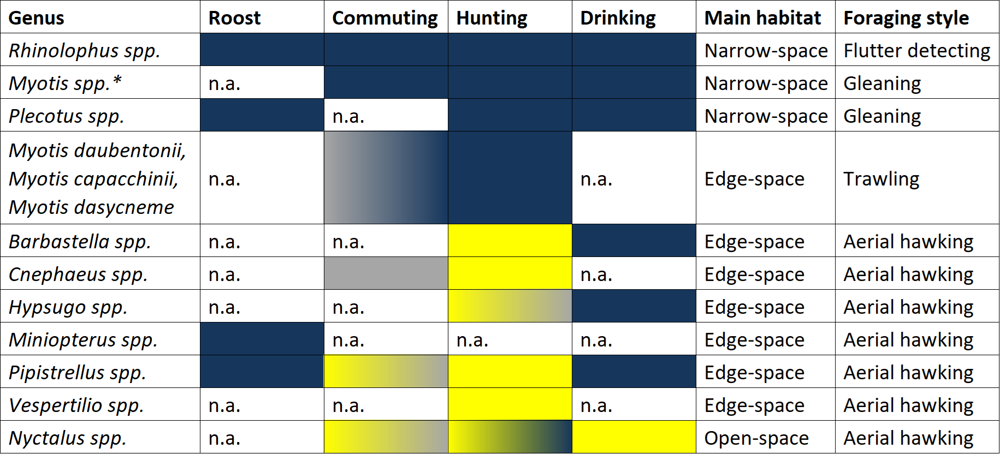 Genus Roost Commuting Hunting Drinking Main habitat Foraging style
Rhinolophus spp. Narrow-space Flutter detecting
Myotis spp.* n.a. Narrow-space Gleaning
Plecotus spp. n.a. Narrow-space Gleaning
Myotis daubentonii,
Myotis capacchinii, n.a. n.a. Edge-space Trawling
Myotis dasycneme
Barbastella spp. n.a. n.a. Edge-space Aerial hawking
Cnephaeus spp. n.a. n.a. Edge-space Aerial hawking
Hypsugo spp. n.a. n.a. Edge-space Aerial hawking
Miniopterus spp. n.a. n.a. n.a. Edge-space Aerial hawking
Pipistrellus spp. Edge-space Aerial hawking
Vespertilio spp. n.a. n.a. n.a. Edge-space Aerial hawking
Nyctalus spp. n.a. Open-space Aerial hawking